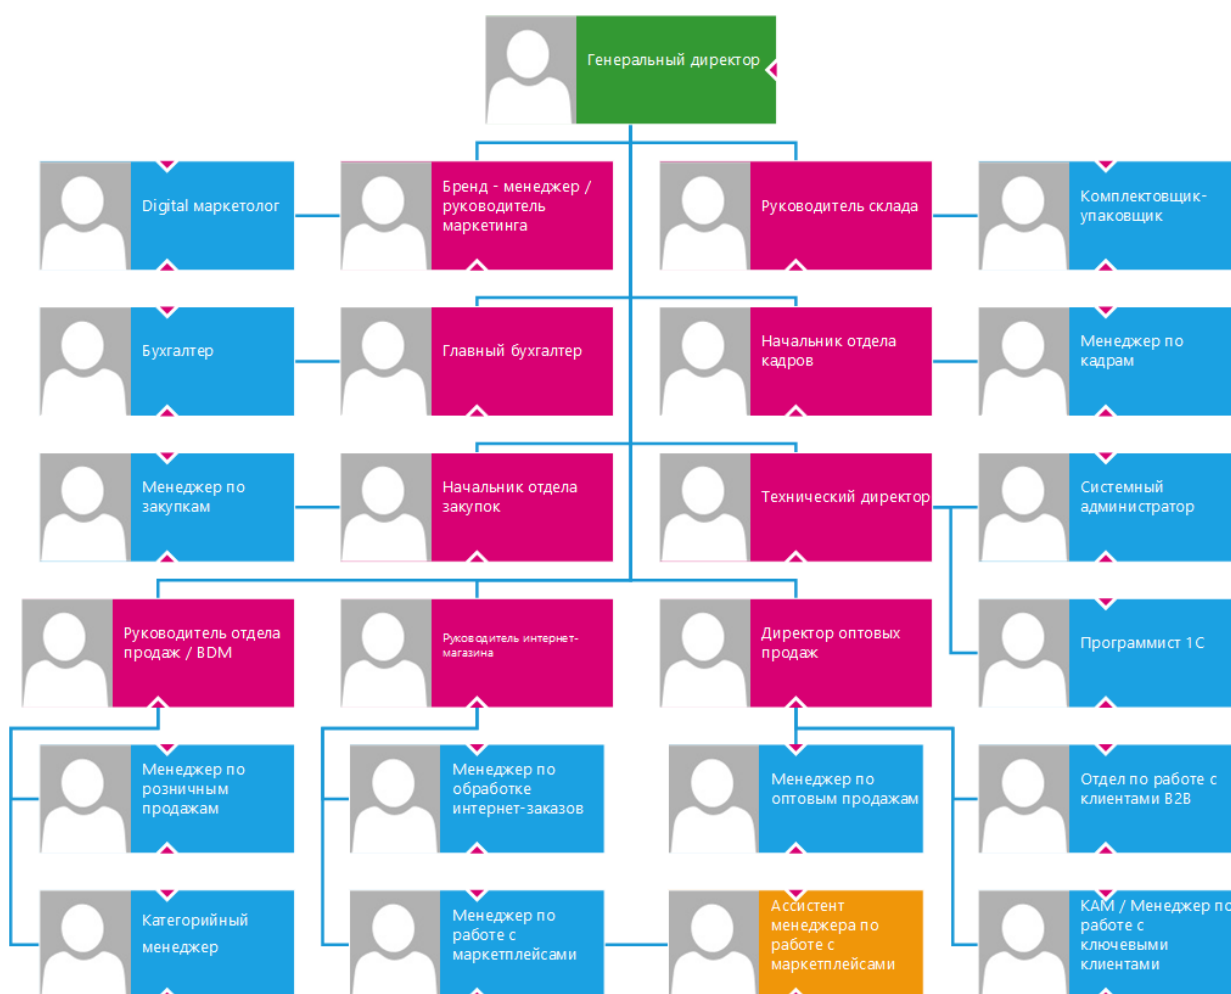 Генеральный директор
Digital маркетолог
Бренд - менеджер /
руководитель
маркетинга
Руководитель склада
Комплектовщик-
упаковщик
Бухгалтер
Главный бухгалтер
Начальник отдела
кадров
Менеджер по
кадрам
Менеджер по
закупкам
Начальник отдела
закупок
Технический директор
Системный
администратор
Руководитель отдела
продаж / BDM
Руководитель интернет-
магазина
Директор оптовых
продаж
Программист 1С
Менеджер по
розничным
продажам
Менеджер по
обработке
интернет-заказов
Менеджер по
оптовым продажам
Отдел по работе с
клиентами B2B
Категорийный
менеджер
Менеджер по
работе с
маркетплейсами
Ассистент
менеджера по
работе с
маркетплейсами
КАМ / Менеджер по
работе с
ключевыми
клиентами